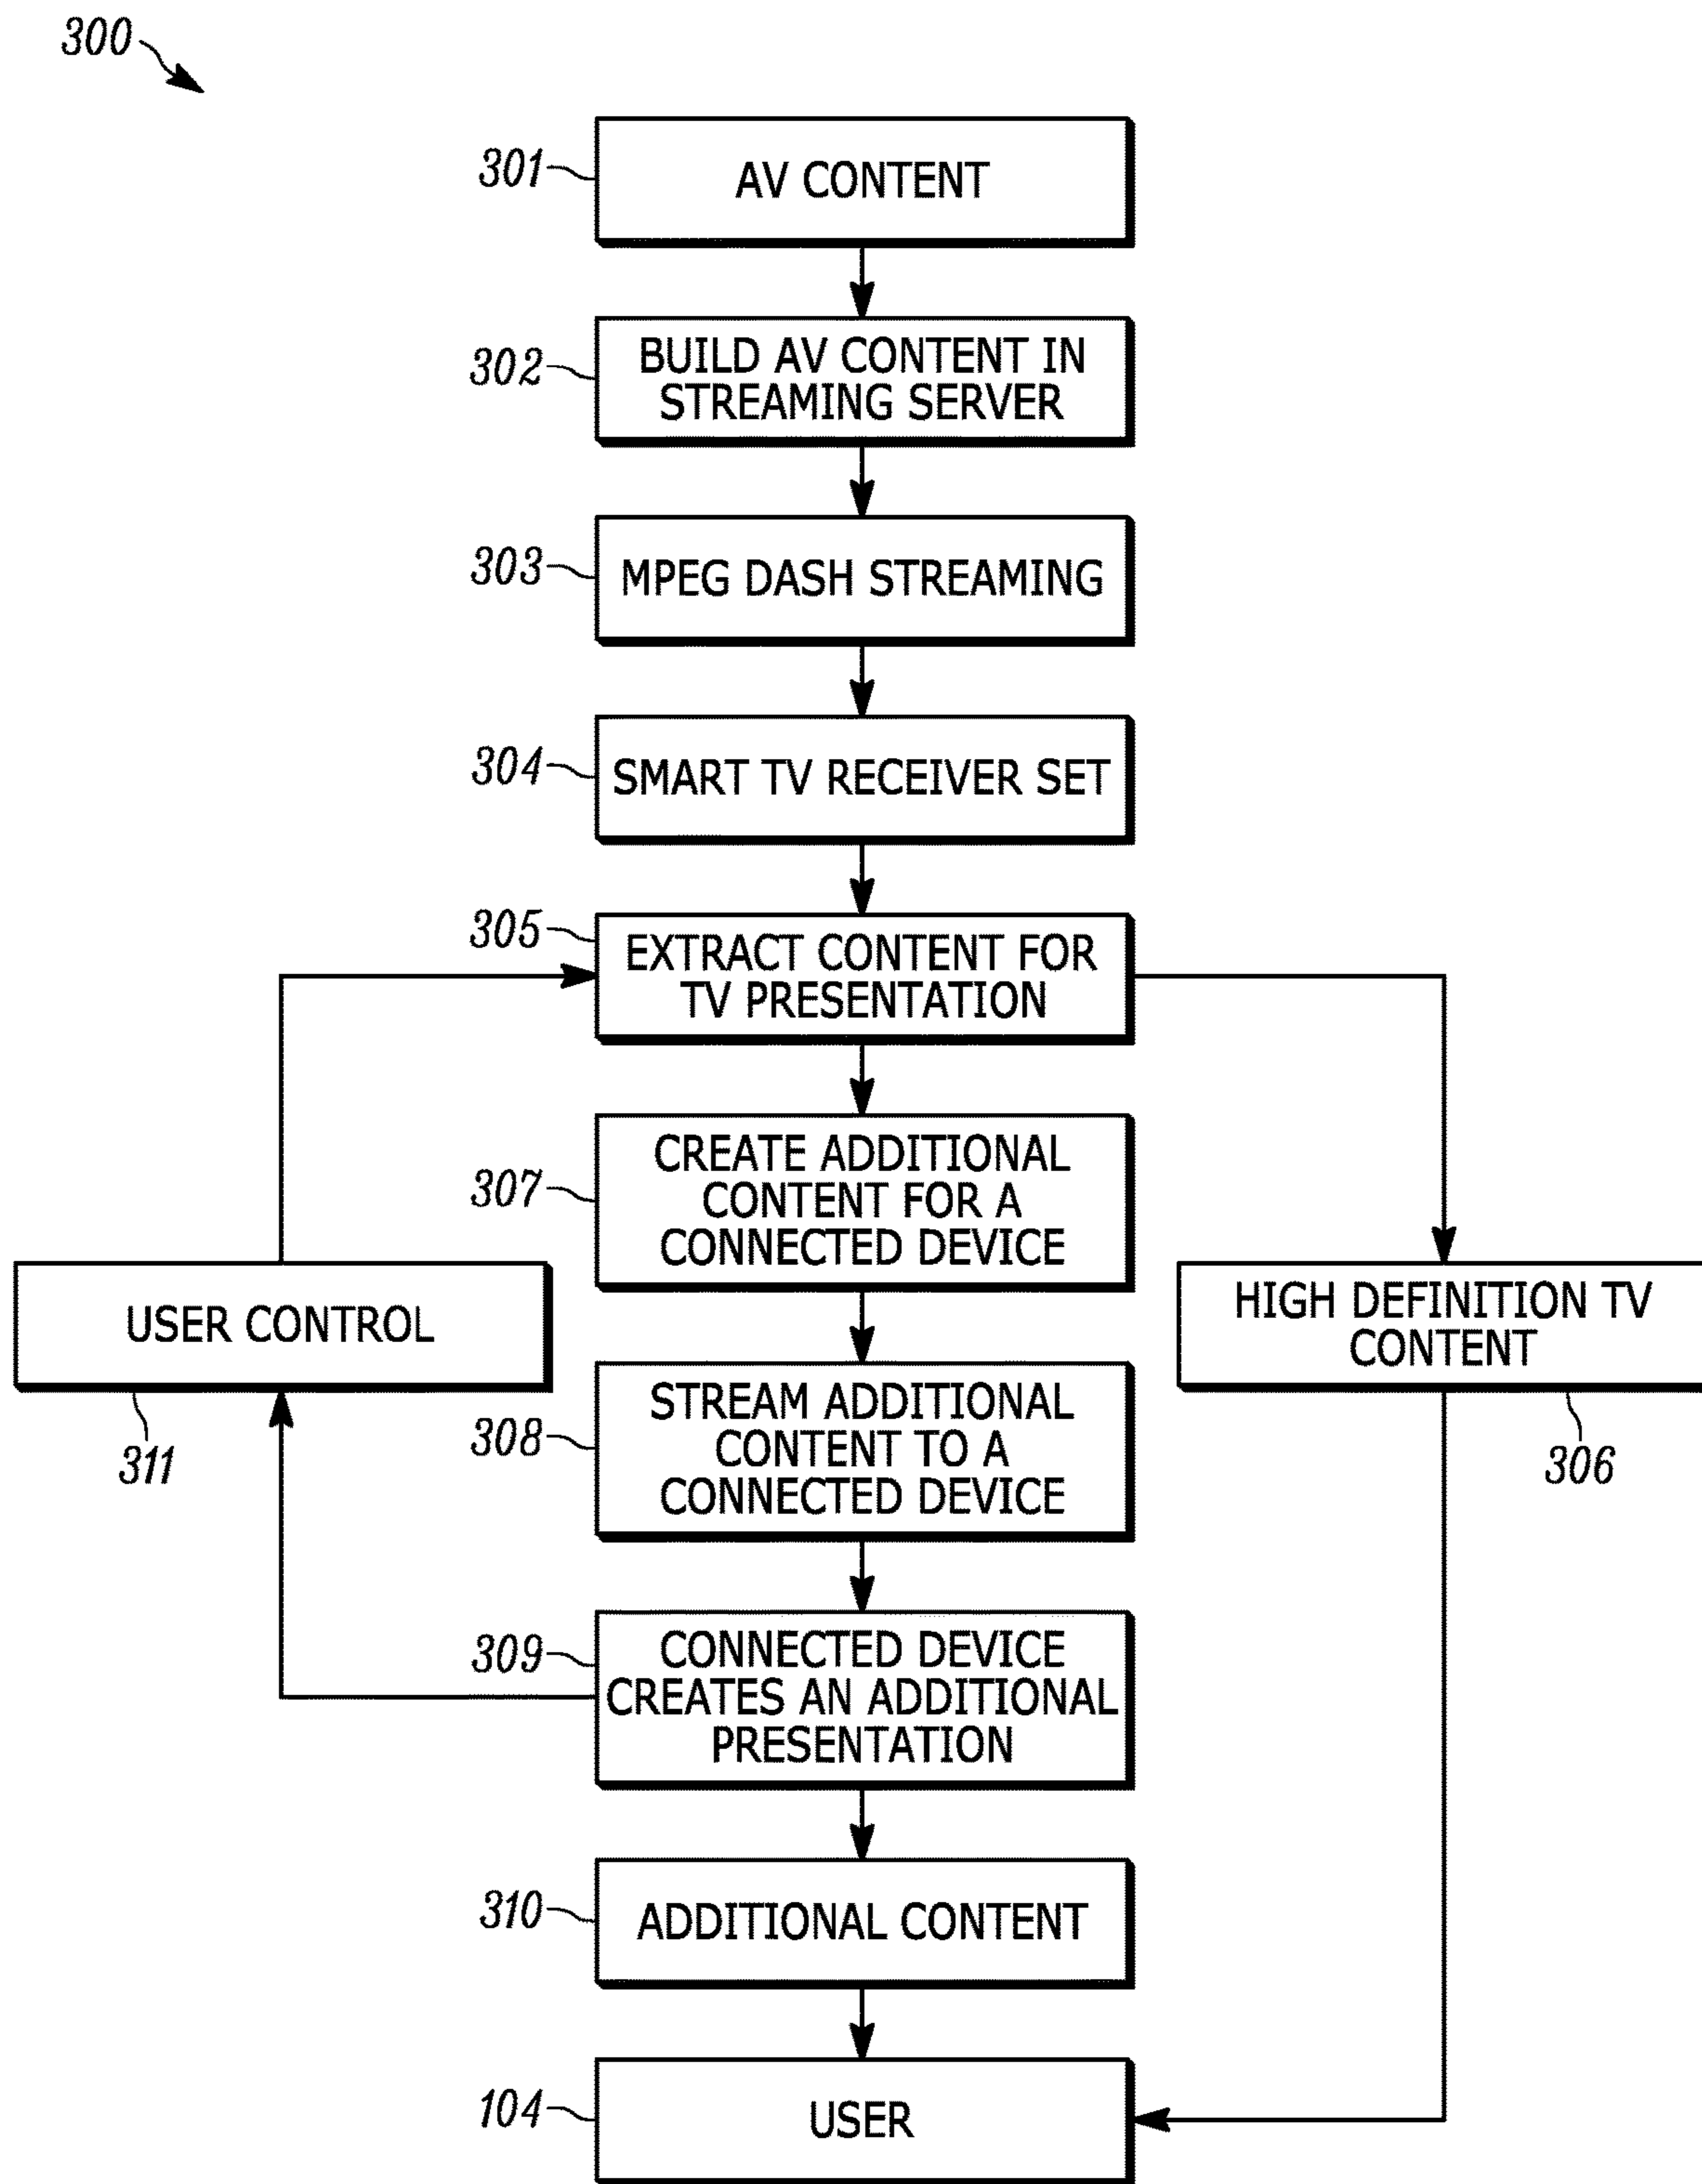 300
301
AV CONTENT
302
BUILD AV CONTENT IN
STREAMING SERVER
303
MPEG DASH STREAMING
304
SMART TV RECEIVER SET
305
EXTRACT CONTENT FOR
TV PRESENTATION
307
CREATE ADDITIONAL
CONTENT FOR A
CONNECTED DEVICE
USER CONTROL
311
HIGH DEFINITION TV
CONTENT
306
308
STREAM ADDITIONAL
CONTENT TO A
CONNECTED DEVICE
309
CONNECTED DEVICE
CREATES AN ADDITIONAL
PRESENTATION
310
ADDITIONAL CONTENT
104
USER